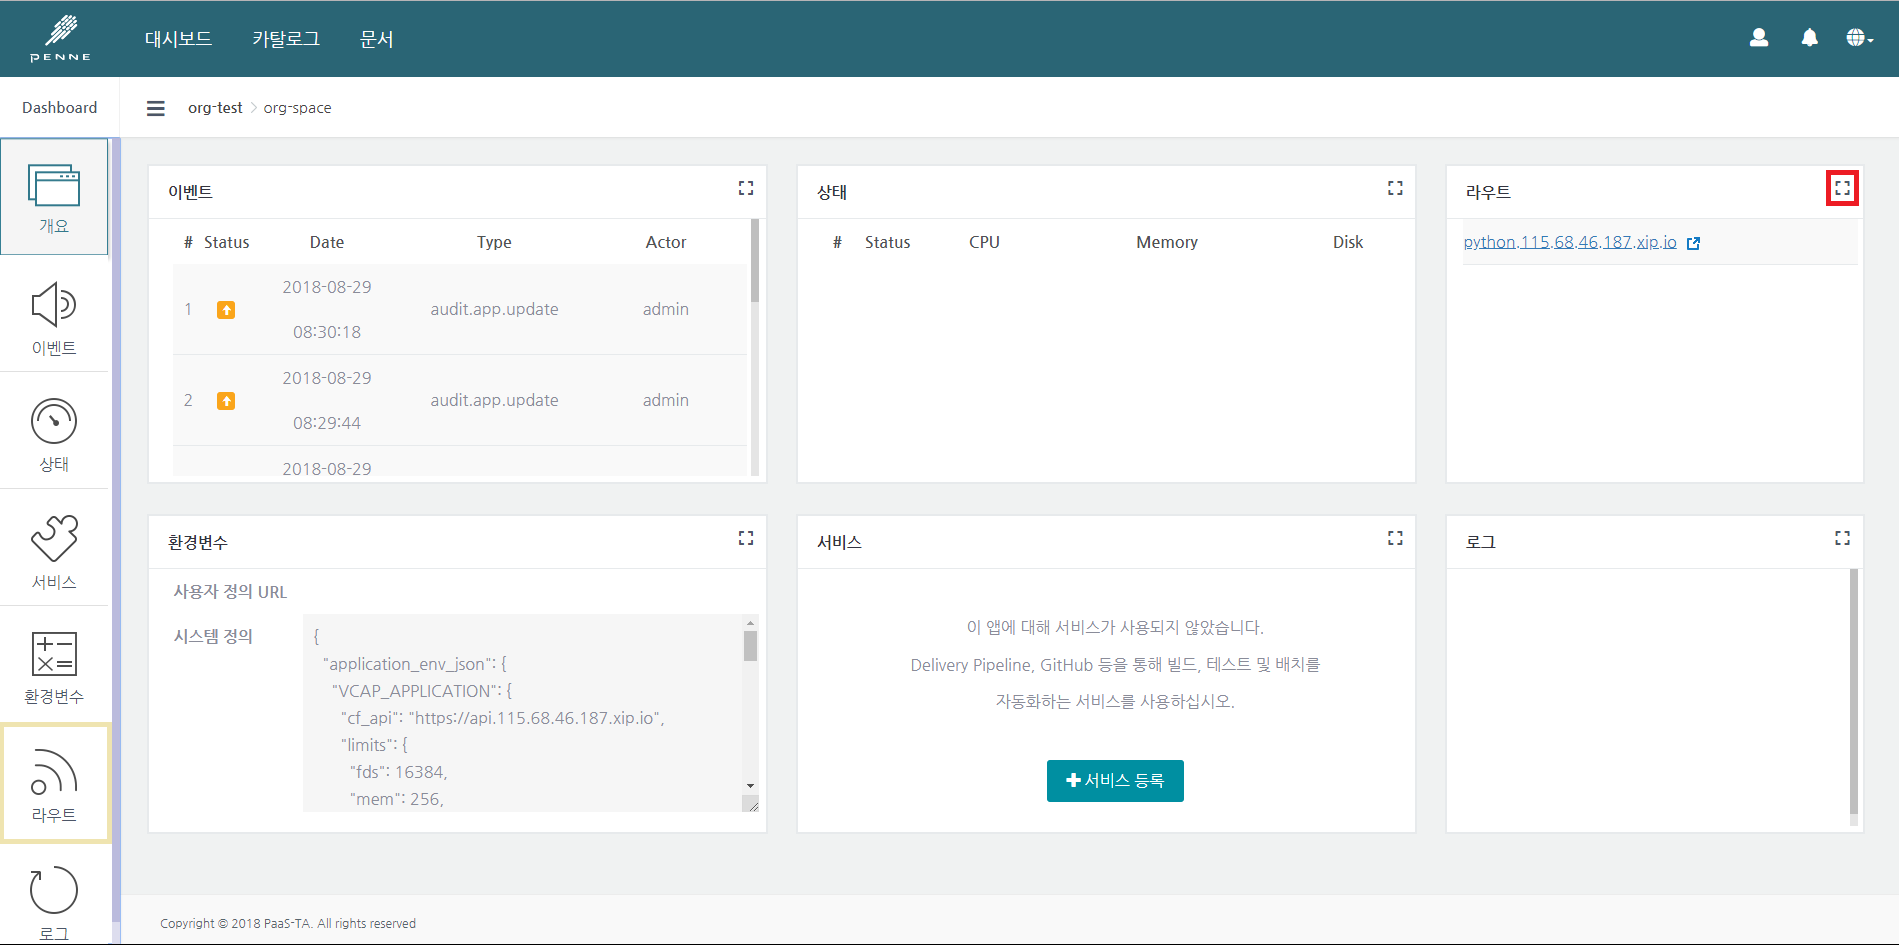 PENNE
대시보드 카탈로그 문서
Dashboard
org-test > org-space
개요
이벤트
상태
서비스
환경변수
라우트
로그
이벤트
# Status Date Type Actor
1 2018-08-29 08:30:18 audit.app.update admin
2 2018-08-29 08:29:44 audit.app.update admin
2018-08-29
상태
# Status CPU Memory Disk
라우트
python.115.68.46.187.xip.io
환경변수
사용자 정의 URL
시스템 정의
{
"application_env_json": {
"VCAP_APPLICATION": {
"cf_api": "https://api.115.68.46.187.xip.io",
"limits": {
"fds": 16384,
"mem": 256,
서비스
이 앱에 대해 서비스가 사용되지 않았습니다.
Delivery Pipeline, GitHub 등을 통해 빌드, 테스트 및 배치를
자동화하는 서비스를 사용하십시오.
+ 서비스 등록
로그
Copyright © 2018 PaaS-TA. All rights reserved